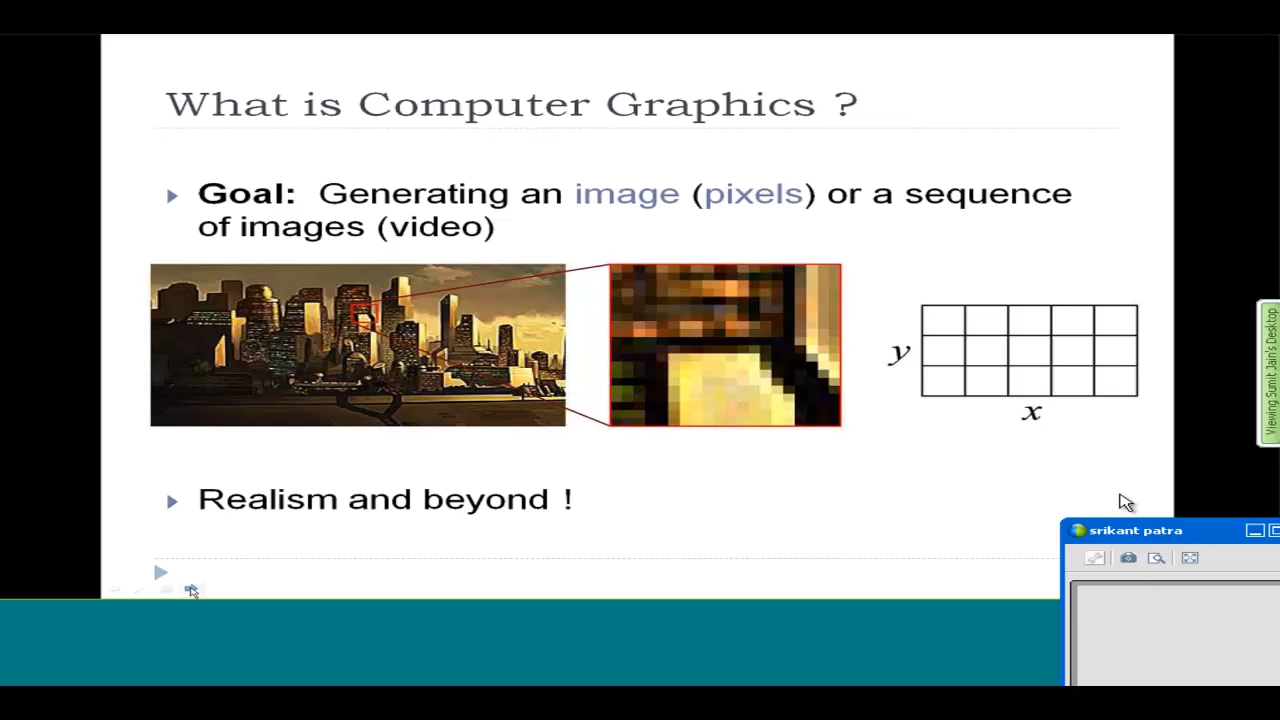 What is Computer Graphics ?
Goal: Generating an image (pixels) or a sequence
of images (video)
y
x
Realism and beyond !
Viewing Sumit Jain's Desktop
srikant patra